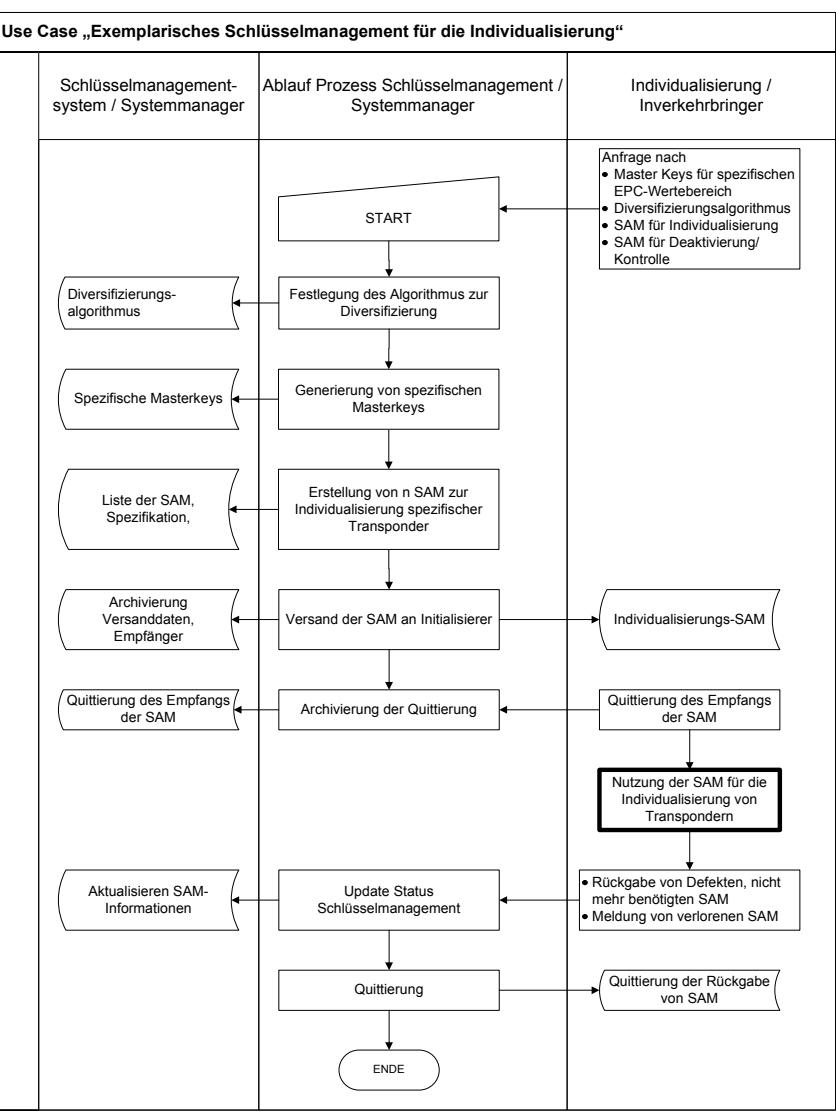 Use Case „Exemplarisches Schlüsselmanagement für die Individualisierung“
Schlüsselmanagement-
system / Systemmanager
Ablauf Prozess Schlüsselmanagement /
Systemmanager
Individualisierung /
Inverkehrbringer
Anfrage nach
• Master Keys für spezifischen
EPC-Wertebereich
• Diversifizierungsalgorithmus
• SAM für Individualisierung
• SAM für Deaktivierung/
Kontrolle
START
Diversifizierungs-
algorithmus
Festlegung des Algorithmus zur
Diversifizierung
Spezifische Masterkeys
Generierung von spezifischen
Masterkeys
Liste der SAM,
Spezifikation,
Erstellung von n SAM zur
Individualisierung spezifischer
Transponder
Archivierung
Versanddaten,
Empfänger
Versand der SAM an Initialisierer
Individualisierungs-SAM
Quittierung des Empfangs
der SAM
Archivierung der Quittierung
Quittierung des Empfangs
der SAM
Nutzung der SAM für die
Individualisierung von
Transpondern
Aktualisieren SAM-
Informationen
Update Status
Schlüsselmanagement
• Rückgabe von Defekten, nicht
mehr benötigten SAM
• Meldung von verlorenen SAM
Quittierung
Quittierung der Rückgabe
von SAM
ENDE